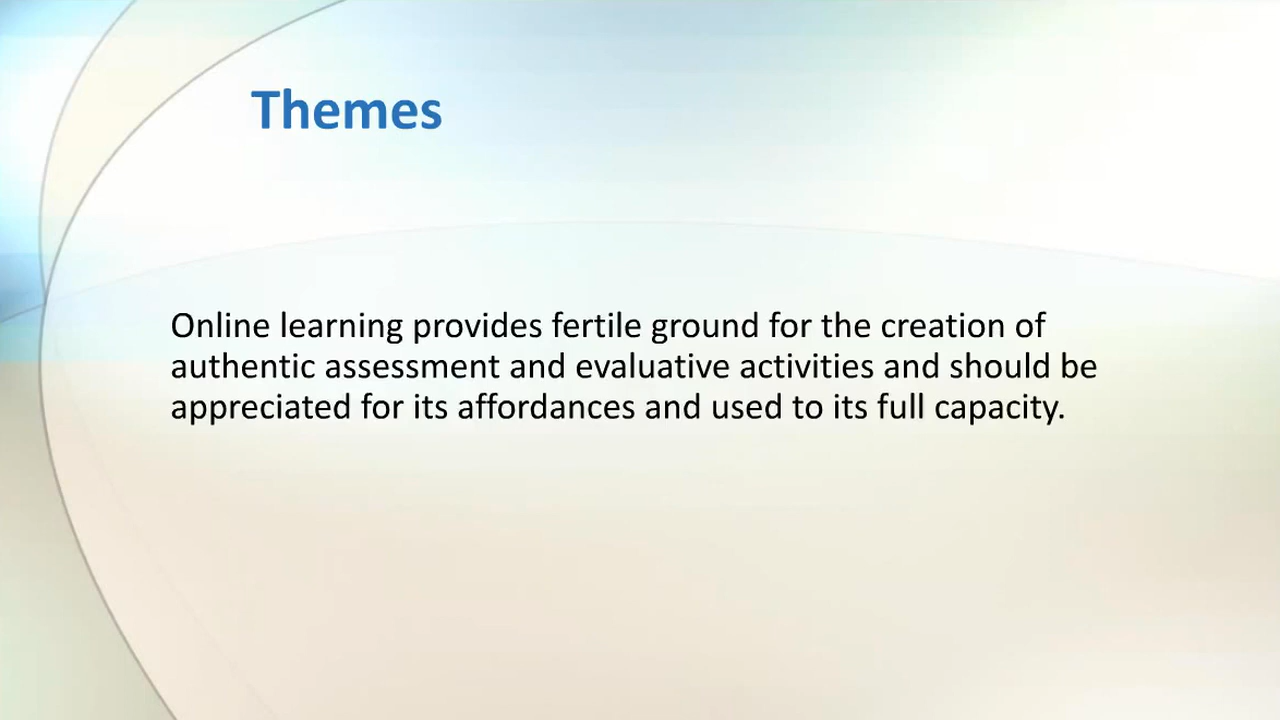 Themes
Online learning provides fertile ground for the creation of
authentic assessment and evaluative activities and should be
appreciated for its affordances and used to its full capacity.